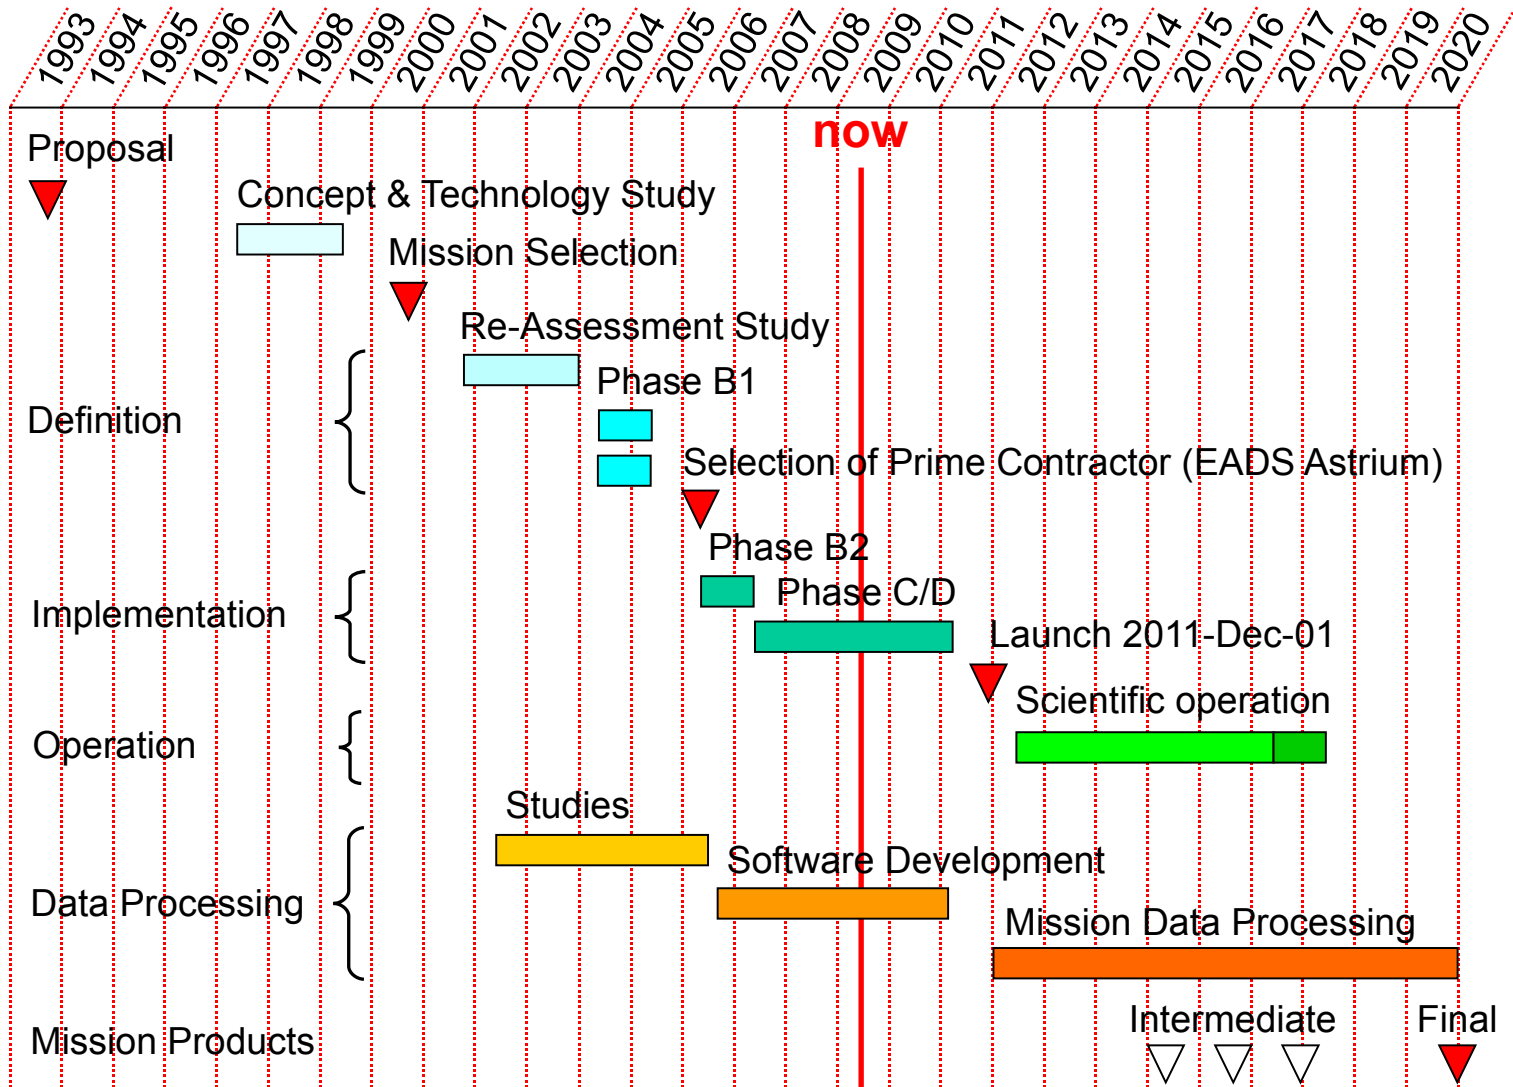 1993 1994 1995 1996 1997 1998 1999 2000 2001 2002 2003 2004 2005 2006 2007 2008 2009 2010 2011 2012 2013 2014 2015 2016 2017 2018 2019 2020
now
Proposal
Concept & Technology Study
Mission Selection
Re-Assessment Study
Phase B1
Definition
Selection of Prime Contractor (EADS Astrium)
Phase B2
Phase C/D
Implementation
Launch 2011-Dec-01
Scientific operation
Operation
Studies
Software Development
Data Processing
Mission Data Processing
Intermediate Final
Mission Products